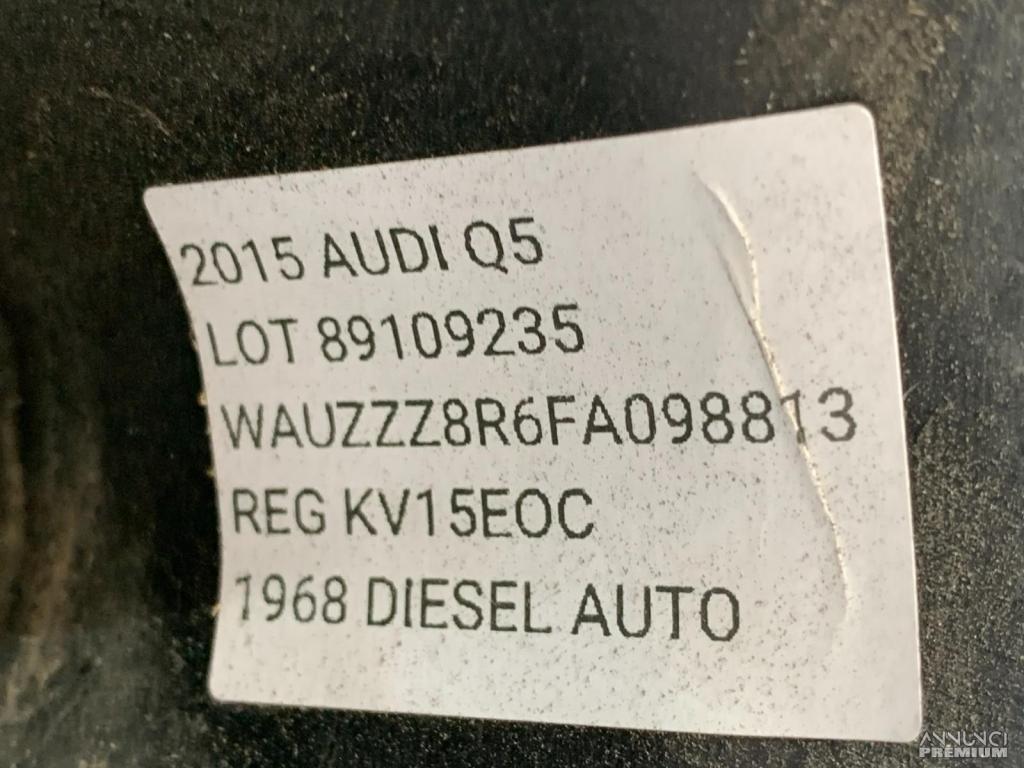 2015 AUDI Q5
LOT 89109235
WAUZZZ8R6FA098813
REG KV15EOC
1968 DIESEL AUTO
ANNUNCI
PREMIUM